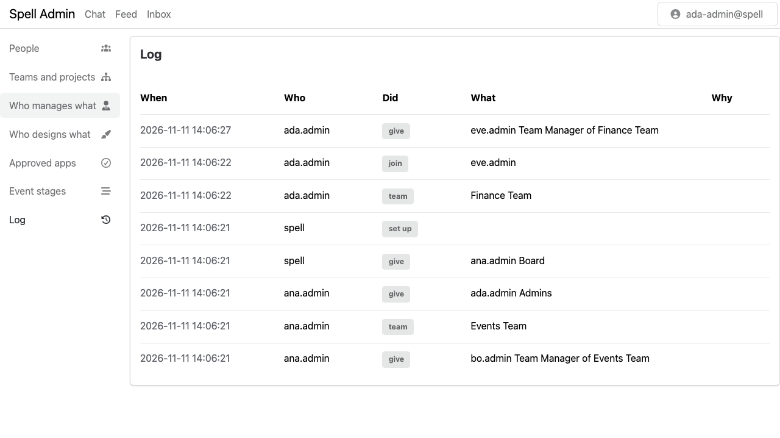 Spell Admin Chat Feed Inbox ada-admin@spell
People
Teams and projects
Who manages what
Who designs what
Approved apps
Event stages
Log
Log
When Who Did What Why
2026-11-11 14:06:27 ada.admin give eve.admin Team Manager of Finance Team
2026-11-11 14:06:22 ada.admin join eve.admin
2026-11-11 14:06:22 ada.admin team Finance Team
2026-11-11 14:06:21 spell set up
2026-11-11 14:06:21 spell give ana.admin Board
2026-11-11 14:06:21 ana.admin give ada.admin Admins
2026-11-11 14:06:21 ana.admin team Events Team
2026-11-11 14:06:21 ana.admin give bo.admin Team Manager of Events Team